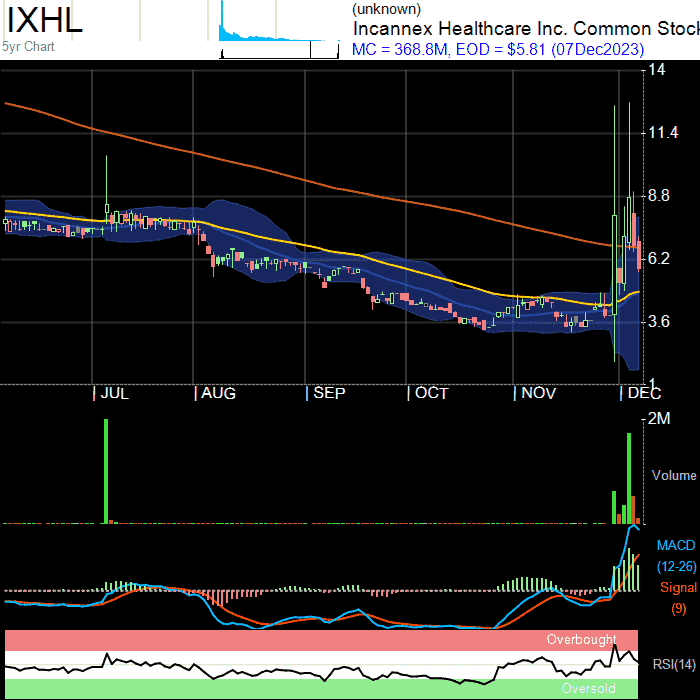 IXHL
5yr Chart
(unknown)
Incannex Healthcare Inc. Common Stock
MC = 368.8M, EOD = $5.81 (07Dec2023)
14
11.4
8.8
6.2
3.6
1
| JUL | AUG | SEP | OCT | NOV | DEC
2M
Volume
MACD
(12-26)
Signal
(9)
Overbought
RSI(14)
Oversold